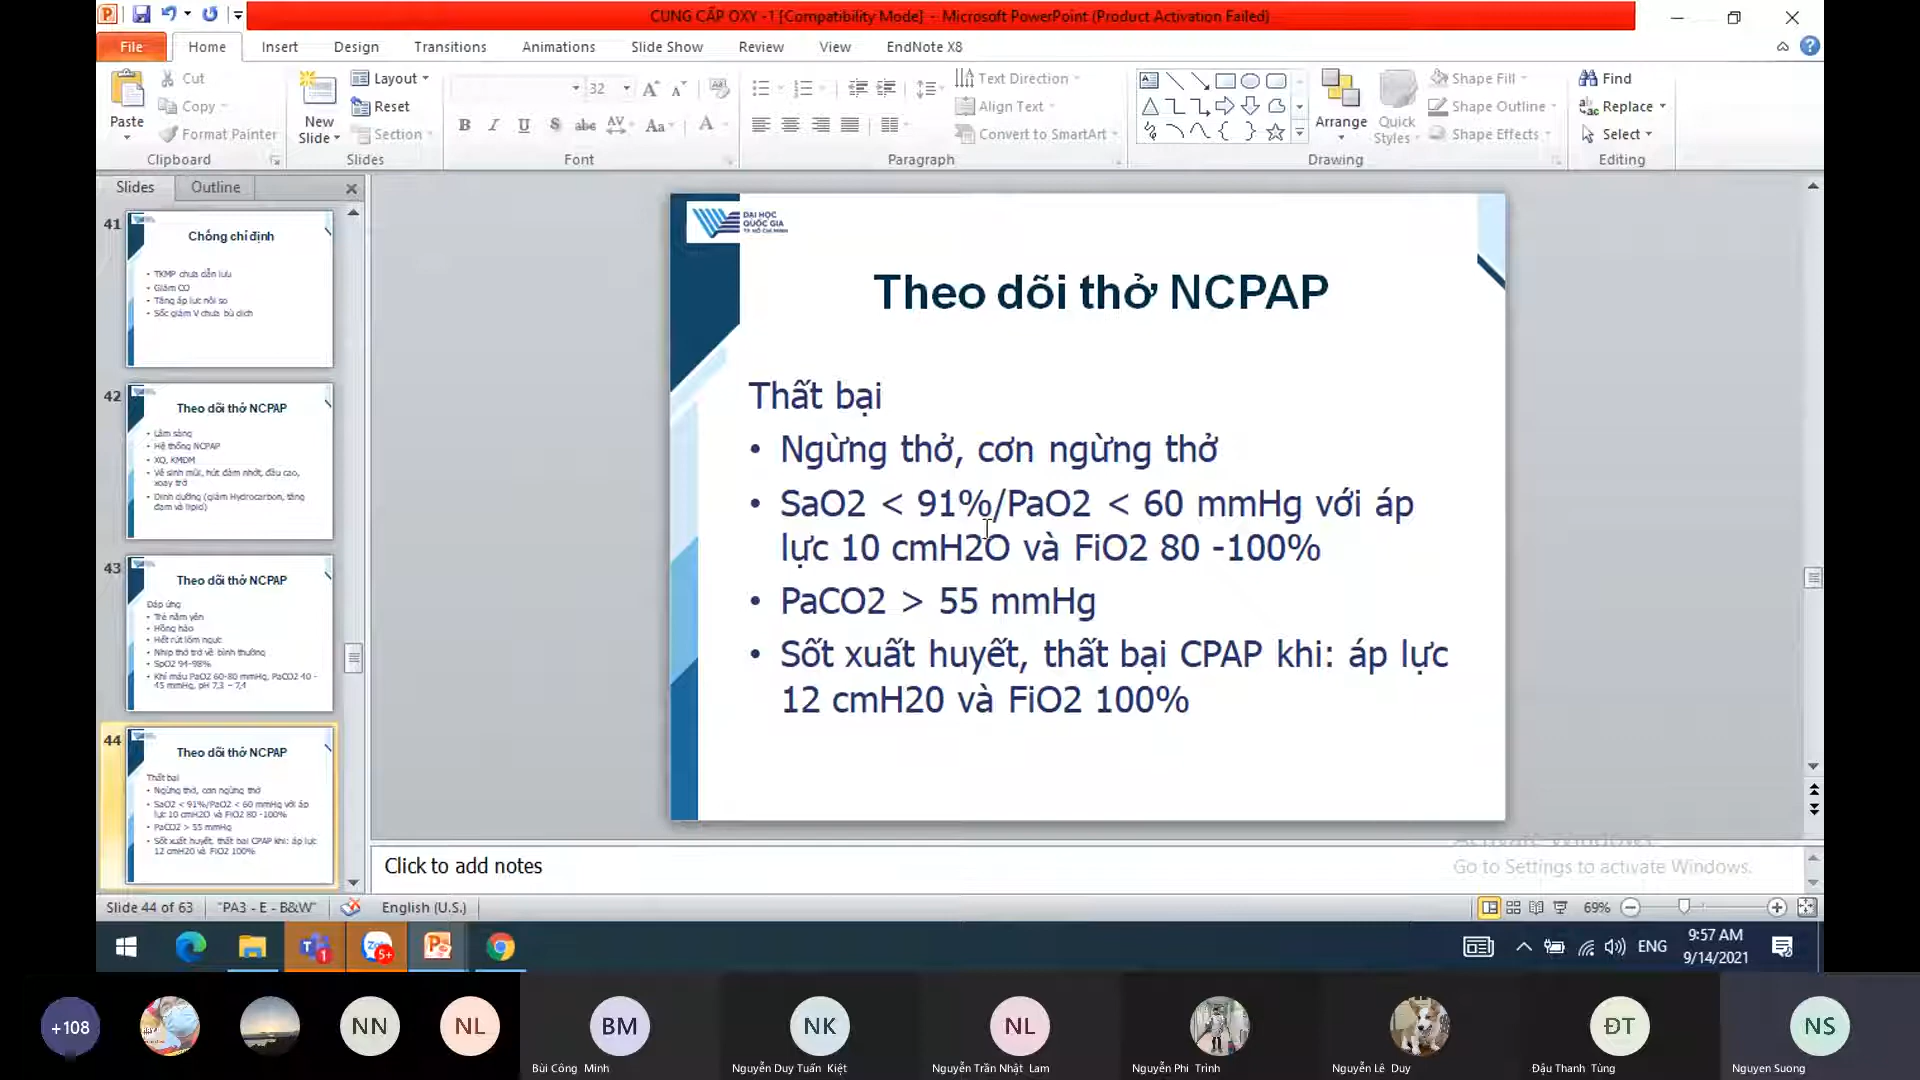 CUNG CẤP OXY -1 [Compatibility Mode] - Microsoft PowerPoint (Product Activation Failed)
File Home Insert Design Transitions Animations Slide Show Review View EndNote X8
Cut
Copy
Format Painter
Paste
Clipboard
New Slide
Layout
Reset
Section
Slides
32
B I U S abc AV Aa A
Font
Text Direction
Align Text
Convert to SmartArt
Paragraph
Arrange
Quick Styles
Shape Fill
Shape Outline
Shape Effects
Drawing
Find
Replace
Select
Editing
Slides Outline
41
Chống chỉ định
• TKMP chưa dẫn lưu
• Giảm CO
• Tăng áp lực nội sọ
• Sốc giảm V chưa bù dịch
42
Theo dõi thở NCPAP
• Lâm sàng
• Hệ thống NCPAP
• XQ, KMDM
• Vệ sinh mũi, hút đàm nhớt, đầu cao,
xoay trở
• Dinh dưỡng (giảm Hydrocarbon, tăng
đạm và lipid)
43
Theo dõi thở NCPAP
Đáp ứng
• Trẻ nằm yên
• Hồng hào
• Hết rút lõm ngực
• Nhịp thở trở về bình thường
• SpO2 94-98%
• Khí máu PaO2 60-80 mmHg, PaCO2 40 -
45 mmHg, pH 7,3 – 7,4
44
Theo dõi thở NCPAP
Thất bại
• Ngừng thở, cơn ngừng thở
• SaO2 < 91%/PaO2 < 60 mmHg với áp
lực 10 cmH2O và FiO2 80 -100%
• PaCO2 > 55 mmHg
• Sốt xuất huyết, thất bại CPAP khi: áp lực
12 cmH20 và FiO2 100%
ĐẠI HỌC
QUỐC GIA
TP. HỒ CHÍ MINH
Theo dõi thở NCPAP
Thất bại
• Ngừng thở, cơn ngừng thở
• SaO2 < 91%/PaO2 < 60 mmHg với áp
lực 10 cmH2O và FiO2 80 -100%
• PaCO2 > 55 mmHg
• Sốt xuất huyết, thất bại CPAP khi: áp lực
12 cmH20 và FiO2 100%
Click to add notes
Activate Windows
Go to Settings to activate Windows.
Slide 44 of 63 "PA3 - E - B&W" English (U.S.) 69%
ENG
9:57 AM
9/14/2021
+108 NN NL BM NK NL ĐT NS
Bùi Công Minh
Nguyễn Duy Tuấn Kiệt
Nguyễn Trần Nhật Lam
Nguyễn Phi Trình
Nguyễn Lê Duy
Đậu Thanh Tùng
Nguyen Suong